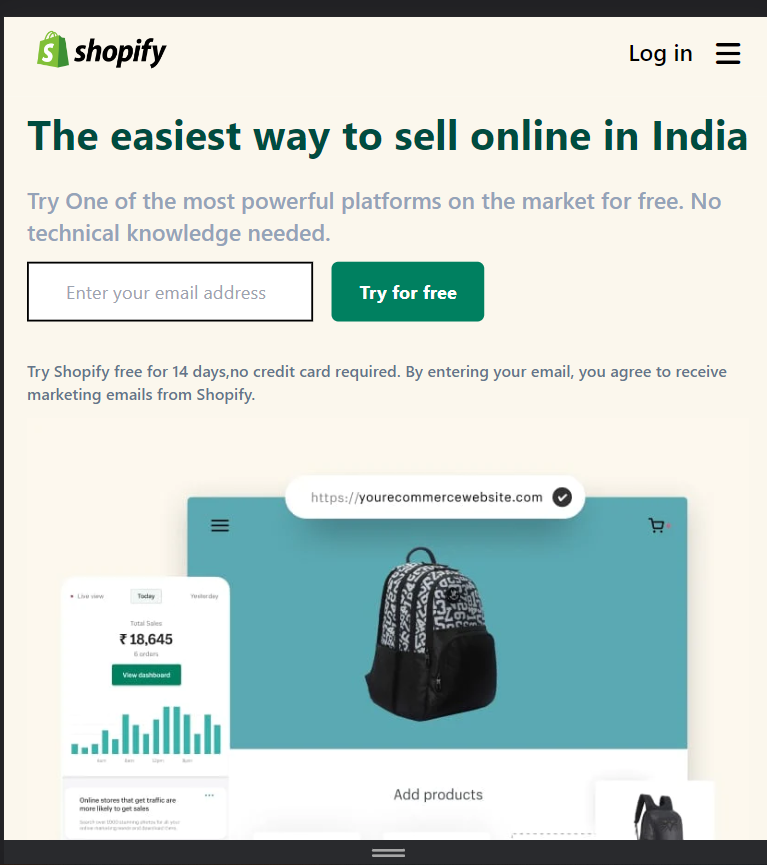 shopify
Log in
The easiest way to sell online in India
Try One of the most powerful platforms on the market for free. No
technical knowledge needed.
Enter your email address
Try for free
Try Shopify free for 14 days,no credit card required. By entering your email, you agree to receive
marketing emails from Shopify.
https://yourecommercewebsite.com
Live view
Today
Yesterday
Total Sales
₹ 18,645
6 orders
View dashboard
Online stores that get traffic are
more likely to get sales
Add products